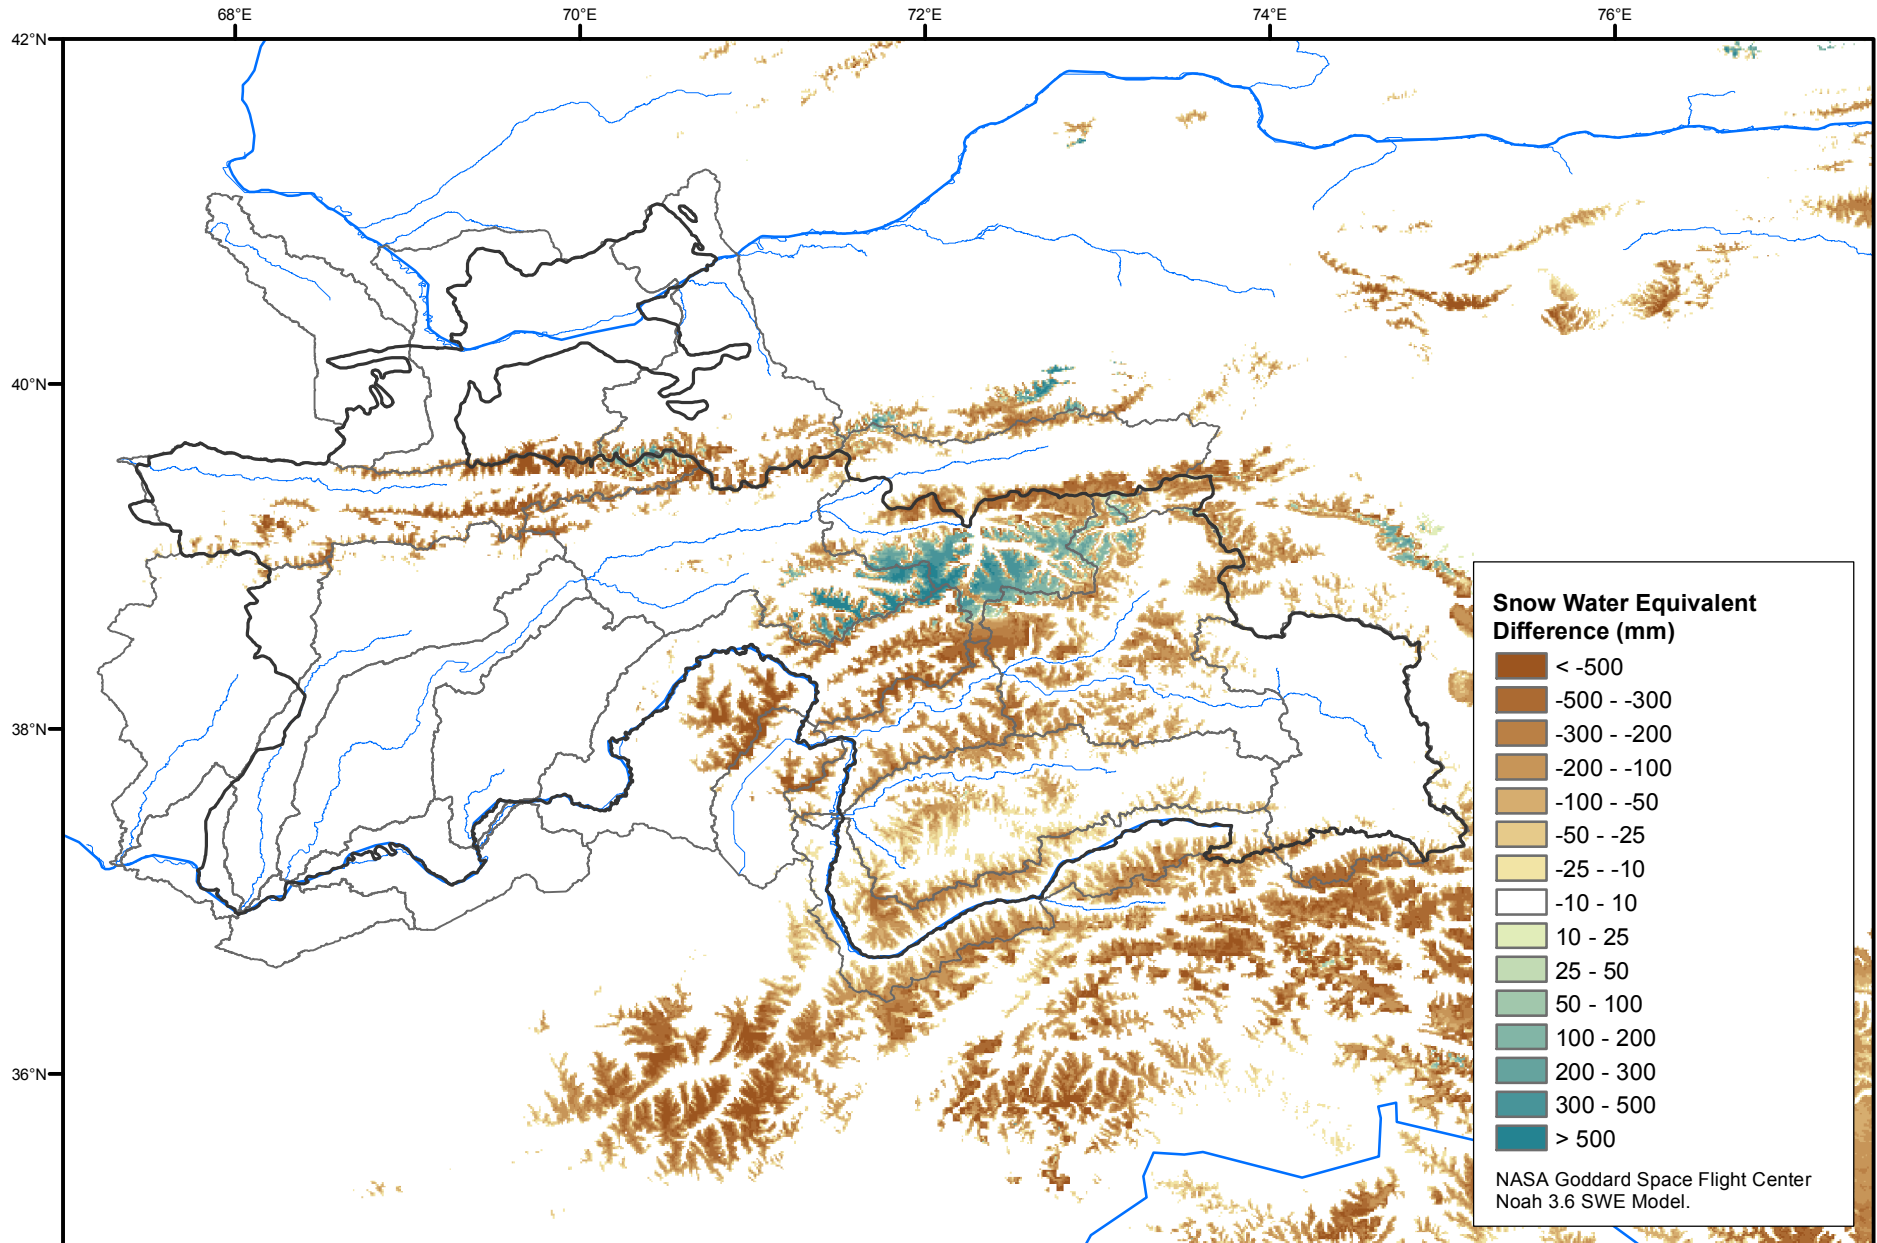 68°E
70°E
72°E
74°E
76°E
42°N
40°N
38°N
36°N
Snow Water Equivalent
Difference (mm)
< -500
-500 - -300
-300 - -200
-200 - -100
-100 - -50
-50 - -25
-25 - -10
-10 - 10
10 - 25
25 - 50
50 - 100
100 - 200
200 - 300
300 - 500
> 500
NASA Goddard Space Flight Center
Noah 3.6 SWE Model.